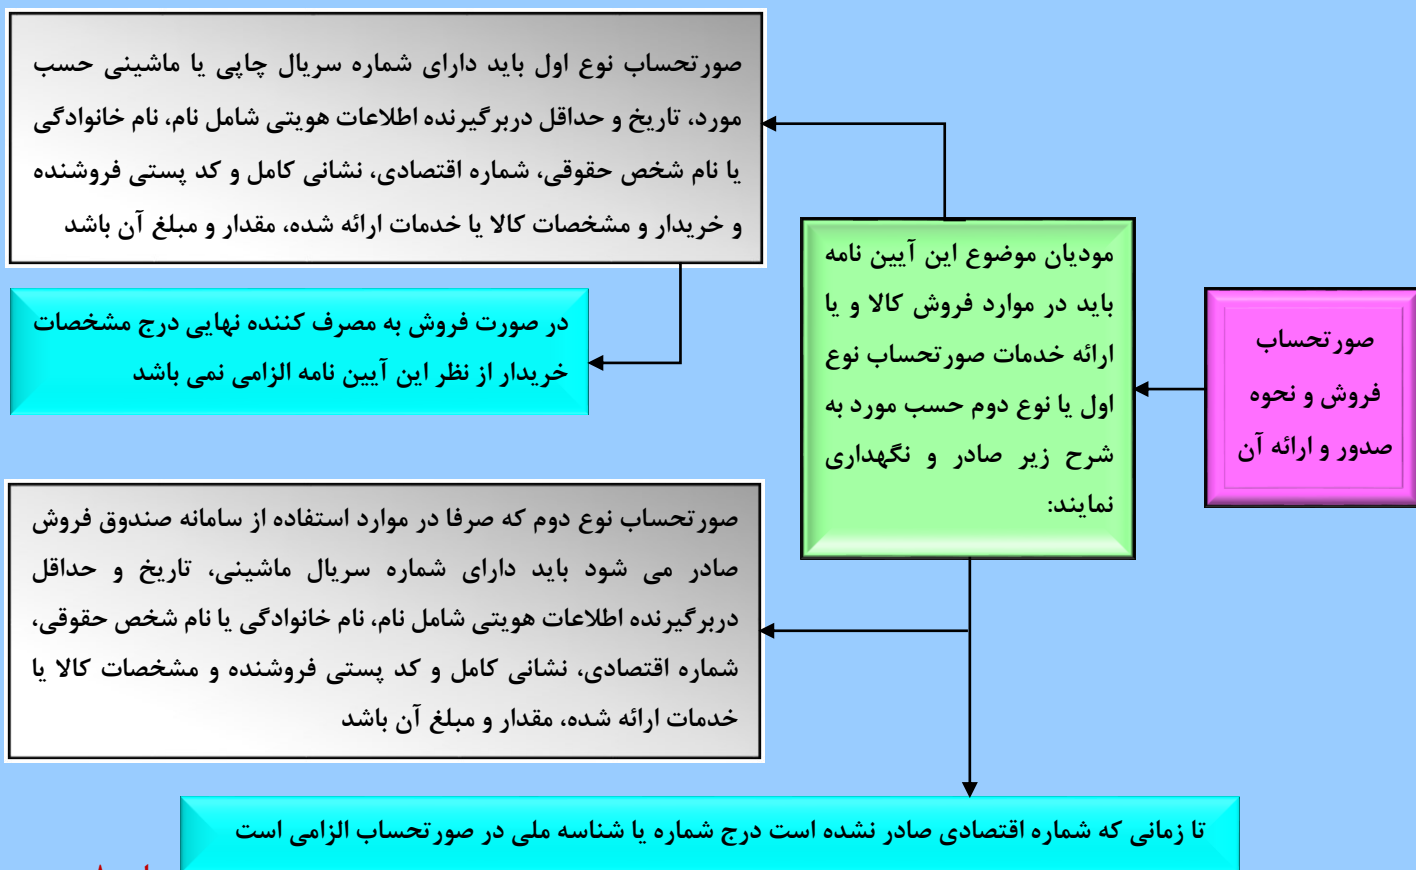 صورتحساب
فروش و نحوه
صدور و ارائه آن
مودیان موضوع این آیین نامه
باید در موارد فروش کالا و یا
ارائه خدمات صورتحساب نوع
اول یا نوع دوم حسب مورد به
شرح زیر صادر و نگهداری
نمایند:
صورتحساب نوع اول باید دارای شماره سریال چاپی یا ماشینی حسب
مورد، تاریخ و حداقل دربرگیرنده اطلاعات هویتی شامل نام، نام خانوادگی
یا نام شخص حقوقی، شماره اقتصادی، نشانی کامل و کد پستی فروشنده
و خریدار و مشخصات کالا یا خدمات ارائه شده، مقدار و مبلغ آن باشد
در صورت فروش به مصرف کننده نهایی درج مشخصات
خریدار از نظر این آیین نامه الزامی نمی باشد
صورتحساب نوع دوم که صرفا در موارد استفاده از سامانه صندوق فروش
صادر می شود باید دارای شماره سریال ماشینی، تاریخ و حداقل
دربرگیرنده اطلاعات هویتی شامل نام، نام خانوادگی یا نام شخص حقوقی،
شماره اقتصادی، نشانی کامل و کد پستی فروشنده و مشخصات کالا یا
خدمات ارائه شده، مقدار و مبلغ آن باشد
تا زمانی که شماره اقتصادی صادر نشده است درج شماره یا شناسه ملی در صورتحساب الزامی است